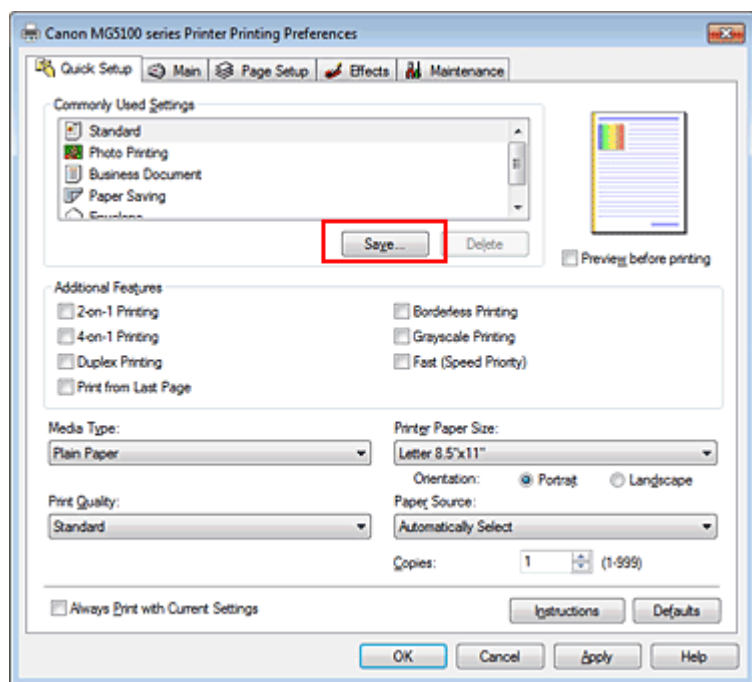 Canon MG5100 series Printer Printing Preferences
Quick Setup Main Page Setup Effects Maintenance
Commonly Used Settings
Standard
Photo Printing
Business Document
Paper Saving
Envelope
Save... Delete
Preview before printing
Additional Features
2-on-1 Printing Borderless Printing
4-on-1 Printing Grayscale Printing
Duplex Printing Fast (Speed Priority)
Print from Last Page
Media Type: Printer Paper Size:
Plain Paper Letter 8.5"x11"
Orientation: Portrait Landscape
Print Quality: Paper Source:
Standard Automatically Select
Copies: 1 (1-999)
Always Print with Current Settings Instructions Defaults
OK Cancel Apply Help